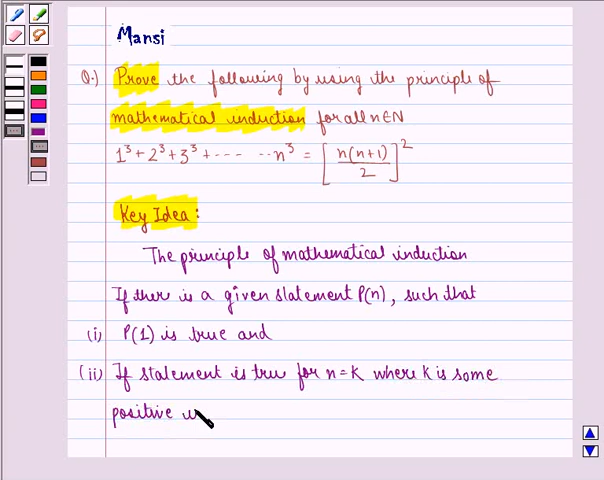 Mansi
Q.) Prove the following by using the principle of
mathematical induction for all n∈N
1³ + 2³ + 3³ + ---- -- n³ = [n(n+1)/2]²
Key Idea:
The principle of mathematical induction
If there is a given statement P(n), such that
(i) P(1) is true and
(ii) If statement is true for n=k where k is some
positive